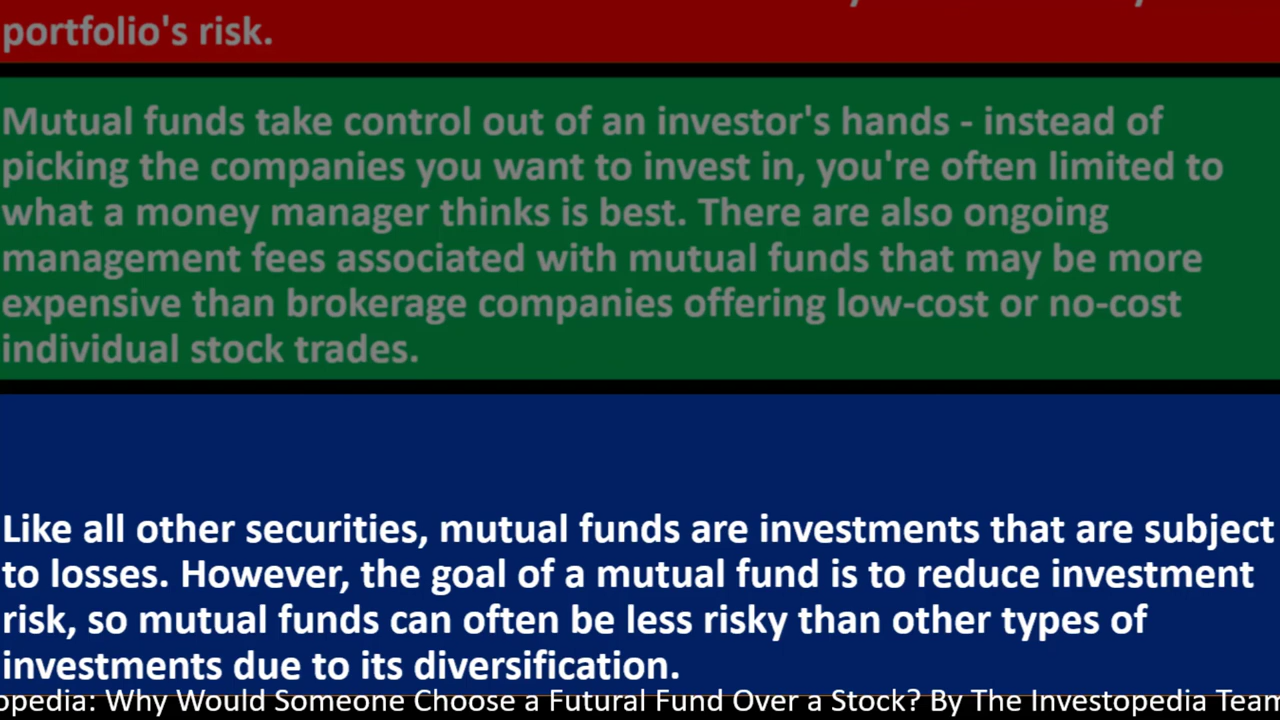 portfolio's risk.
Mutual funds take control out of an investor's hands - instead of
picking the companies you want to invest in, you're often limited to
what a money manager thinks is best. There are also ongoing
management fees associated with mutual funds that may be more
expensive than brokerage companies offering low-cost or no-cost
individual stock trades.
Like all other securities, mutual funds are investments that are subject
to losses. However, the goal of a mutual fund is to reduce investment
risk, so mutual funds can often be less risky than other types of
investments due to its diversification.
opedia: Why Would Someone Choose a Futural Fund Over a Stock? By The Investopedia Team